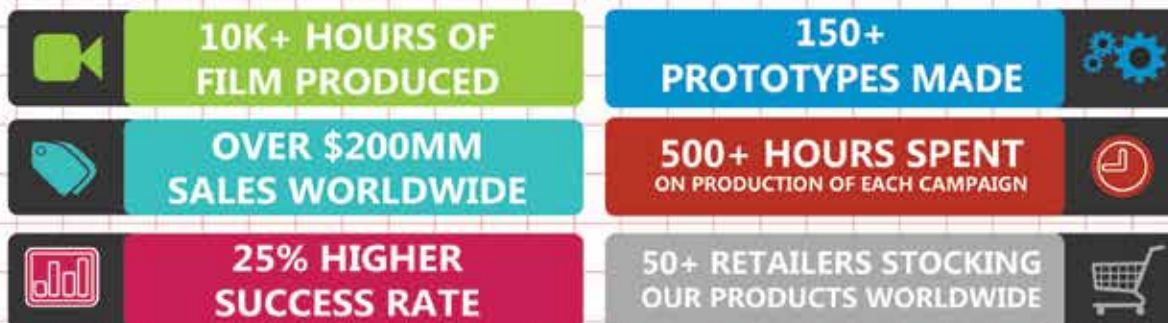 10K+ HOURS OF
FILM PRODUCED
150+
PROTOTYPES MADE
OVER $200MM
SALES WORLDWIDE
500+ HOURS SPENT
ON PRODUCTION OF EACH CAMPAIGN
25% HIGHER
SUCCESS RATE
50+ RETAILERS STOCKING
OUR PRODUCTS WORLDWIDE